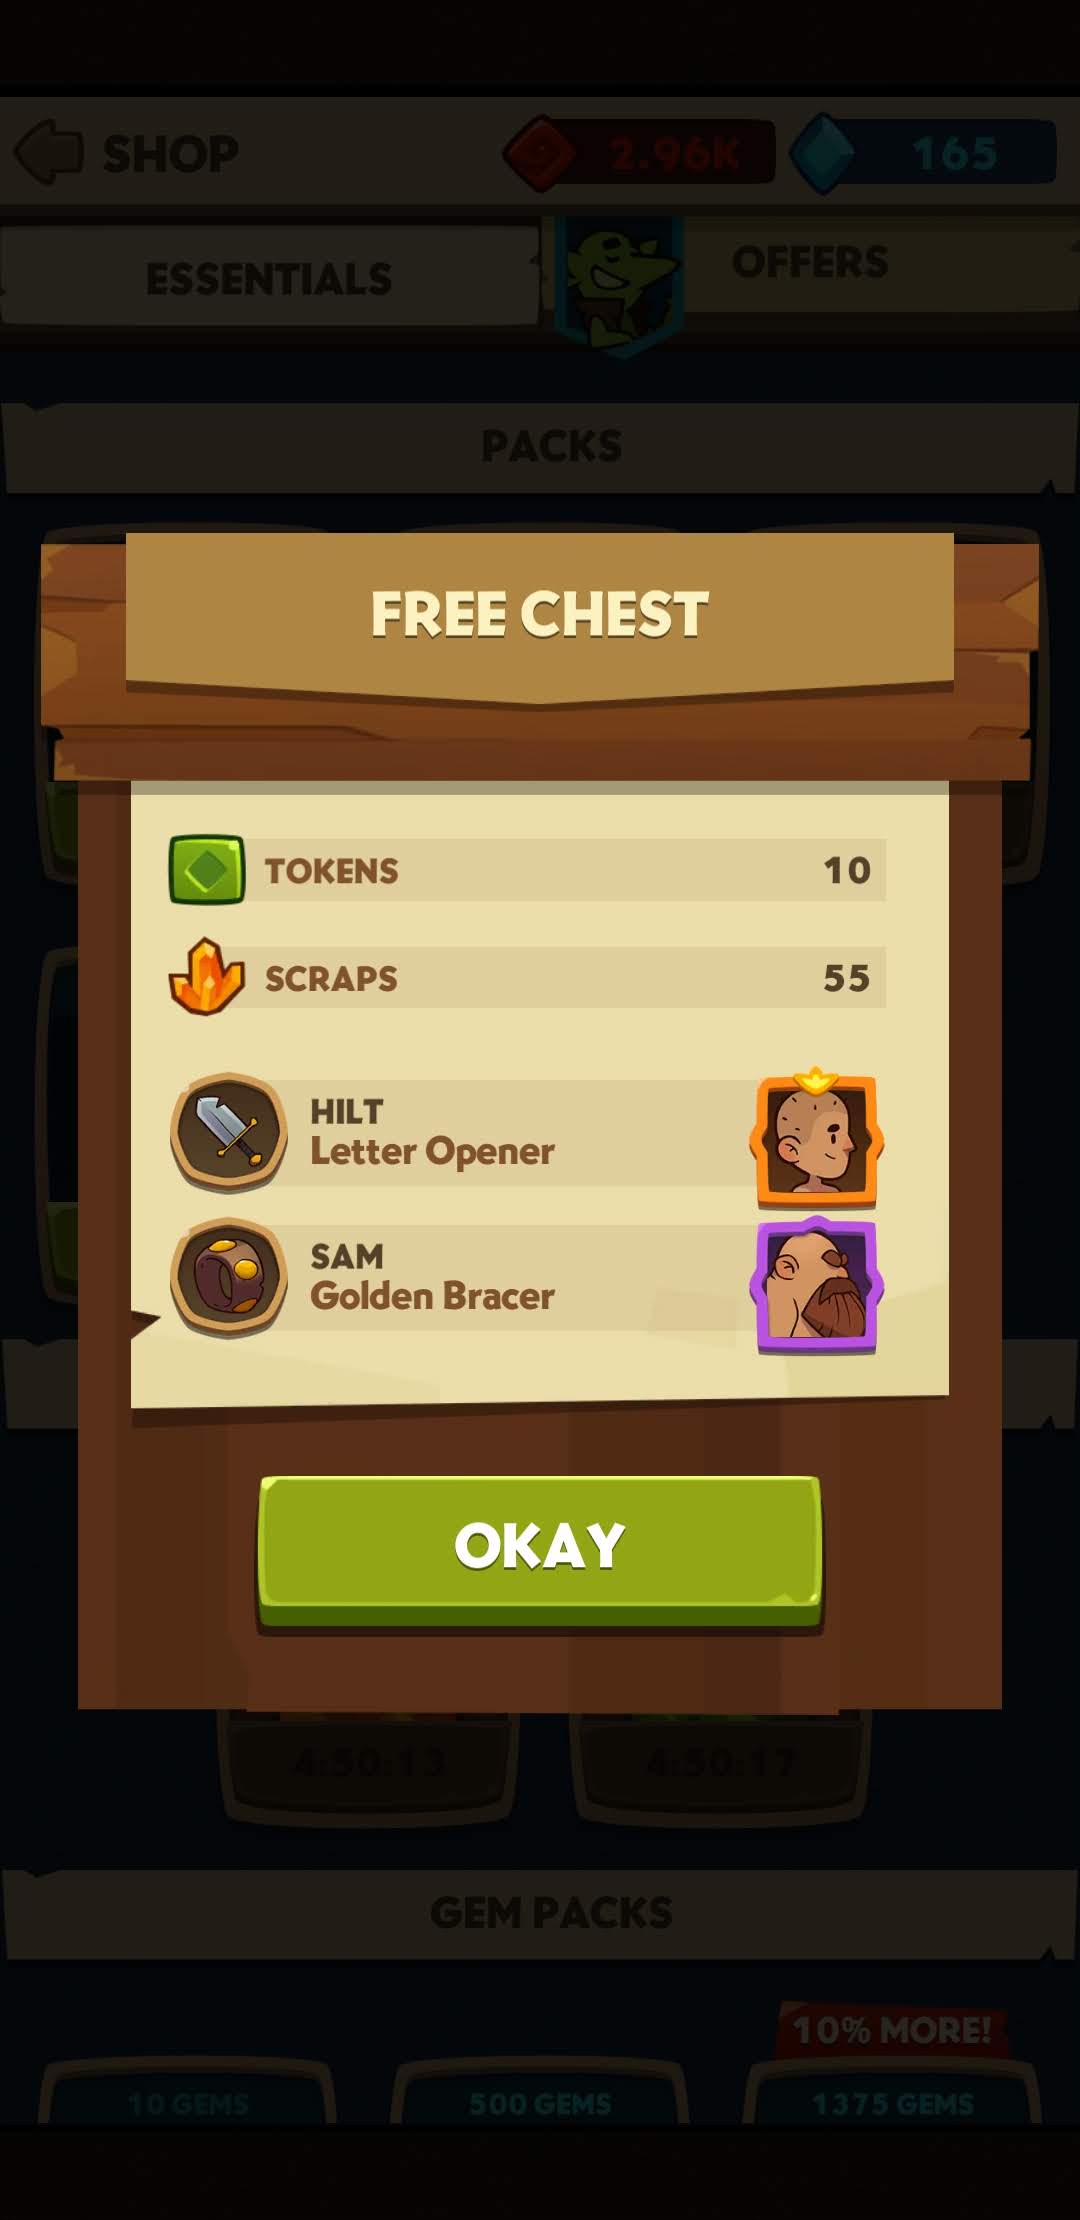 SHOP
2.96K
165
ESSENTIALS
OFFERS
PACKS
FREE CHEST
TOKENS
10
SCRAPS
55
HILT
Letter Opener
SAM
Golden Bracer
OKAY
4:50:13
4:50:17
GEM PACKS
10% MORE!
10 GEMS
500 GEMS
1375 GEMS